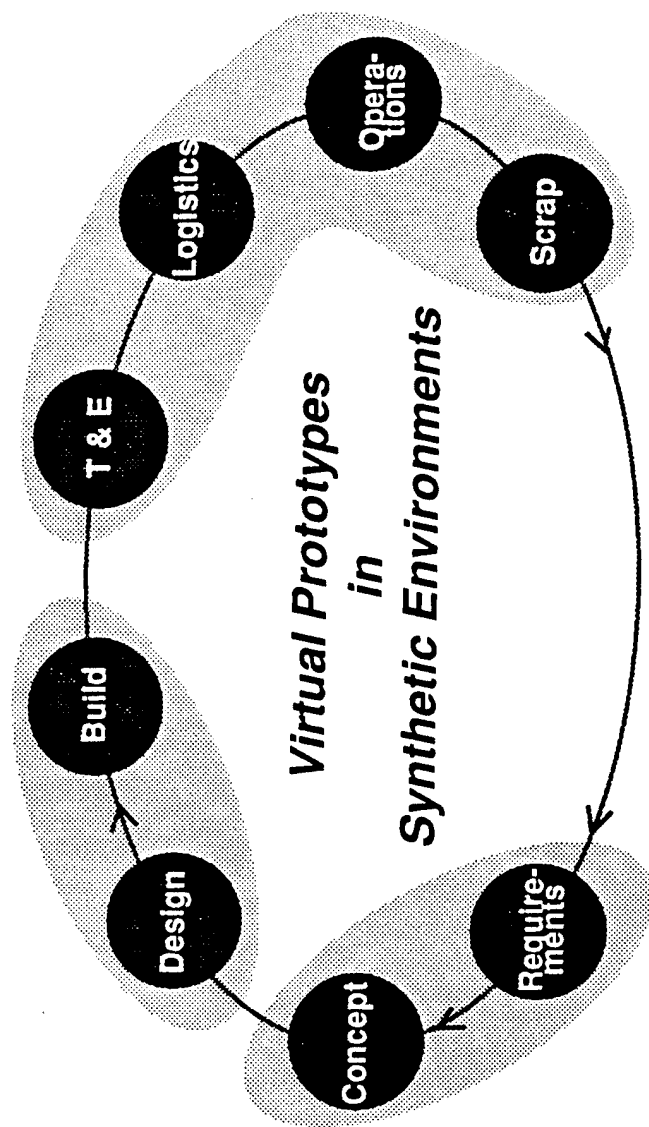 Require-
ments
Concept
Design
Build
T & E
Logistics
Opera-
tions
Scrap
Virtual Prototypes
in
Synthetic Environments